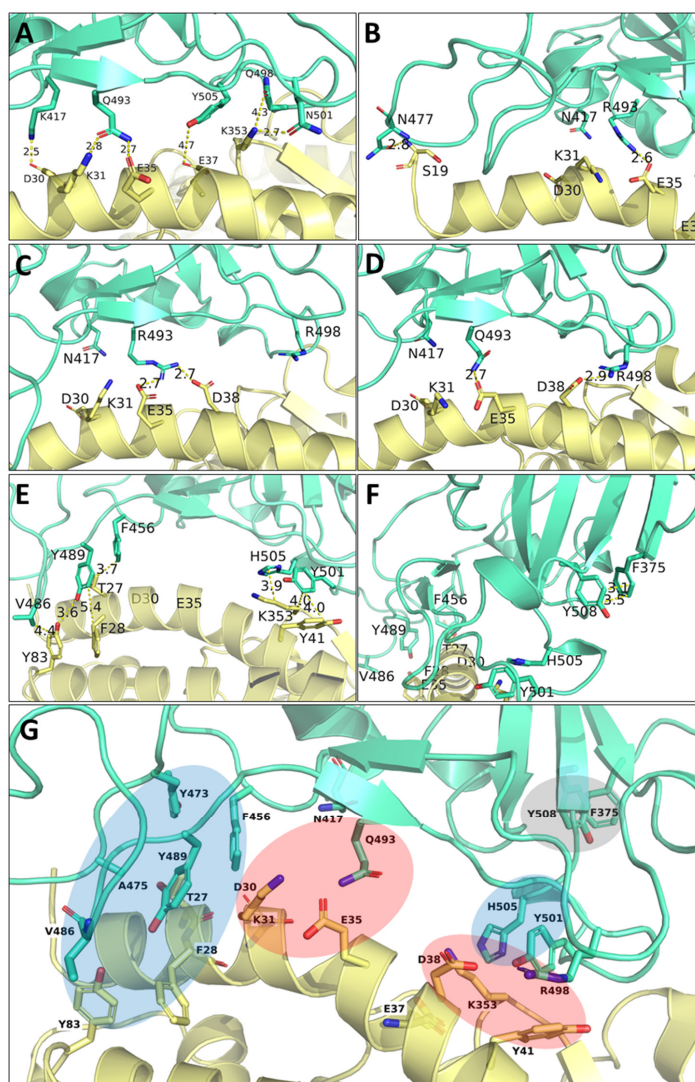 A
Q498
K417
Q493
Y505
4.3
N501
K353
2.7
2.5
2.8
E35
4.7
E37
D30
K31
B
R493
N477
N417
2.8
K31
2.6
S19
D30
E35
C
R493
R498
N417
2.7
2.7
D30
K31
E35
D38
D
Q493
N417
2.7
D38
2.9
R498
K31
D30
E35
E
F456
Y489
H505
3.7
Y501
T27
V486
D30
E35
3.9
3.6
5.4
K353
4.0
4.0
4.4
F28
Y41
Y83
F
F375
3.1
Y508
3.5
F456
Y489
T27
V486
D30
H505
E35
Y501
G
Y473
F456
N417
Y508
F375
Q493
Y489
A475
T27
D30
K31
E35
H505
Y501
V486
F28
D38
R498
K353
E37
Y83
Y41